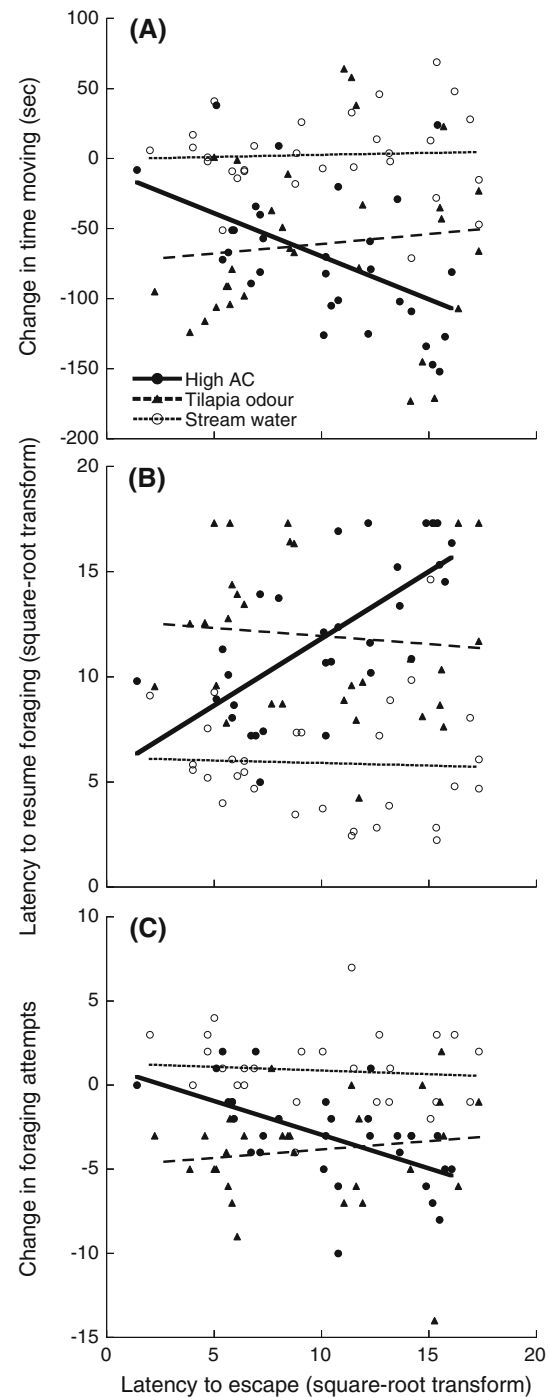 (A)
Change in time moving (sec)
100
50
0
-50
-100
-150
-200
High AC
Tilapia odour
Stream water
(B)
Latency to resume foraging (square-root transform)
20
15
10
5
0
(C)
Change in foraging attempts
10
5
0
-5
-10
-15
0 5 10 15 20
Latency to escape (square-root transform)